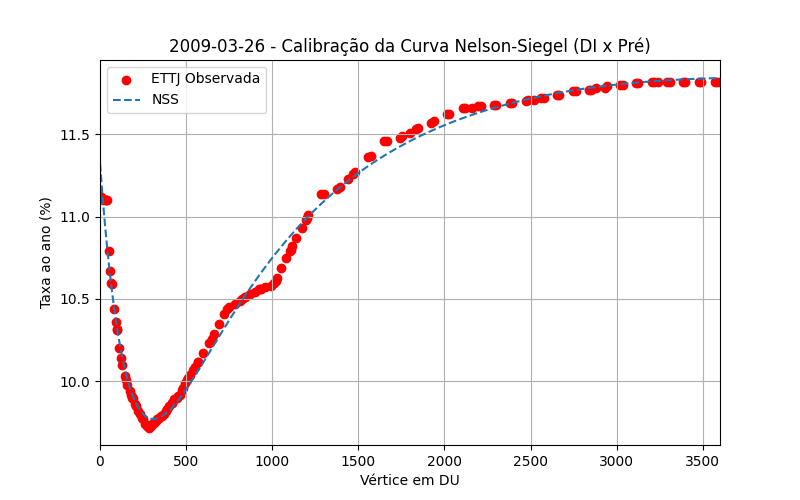 2009-03-26 - Calibração da Curva Nelson-Siegel (DI x Pré)
ETTJ Observada
NSS
Taxa ao ano (%)
11.5
11.0
10.5
10.0
0 500 1000 1500 2000 2500 3000 3500
Vértice em DU